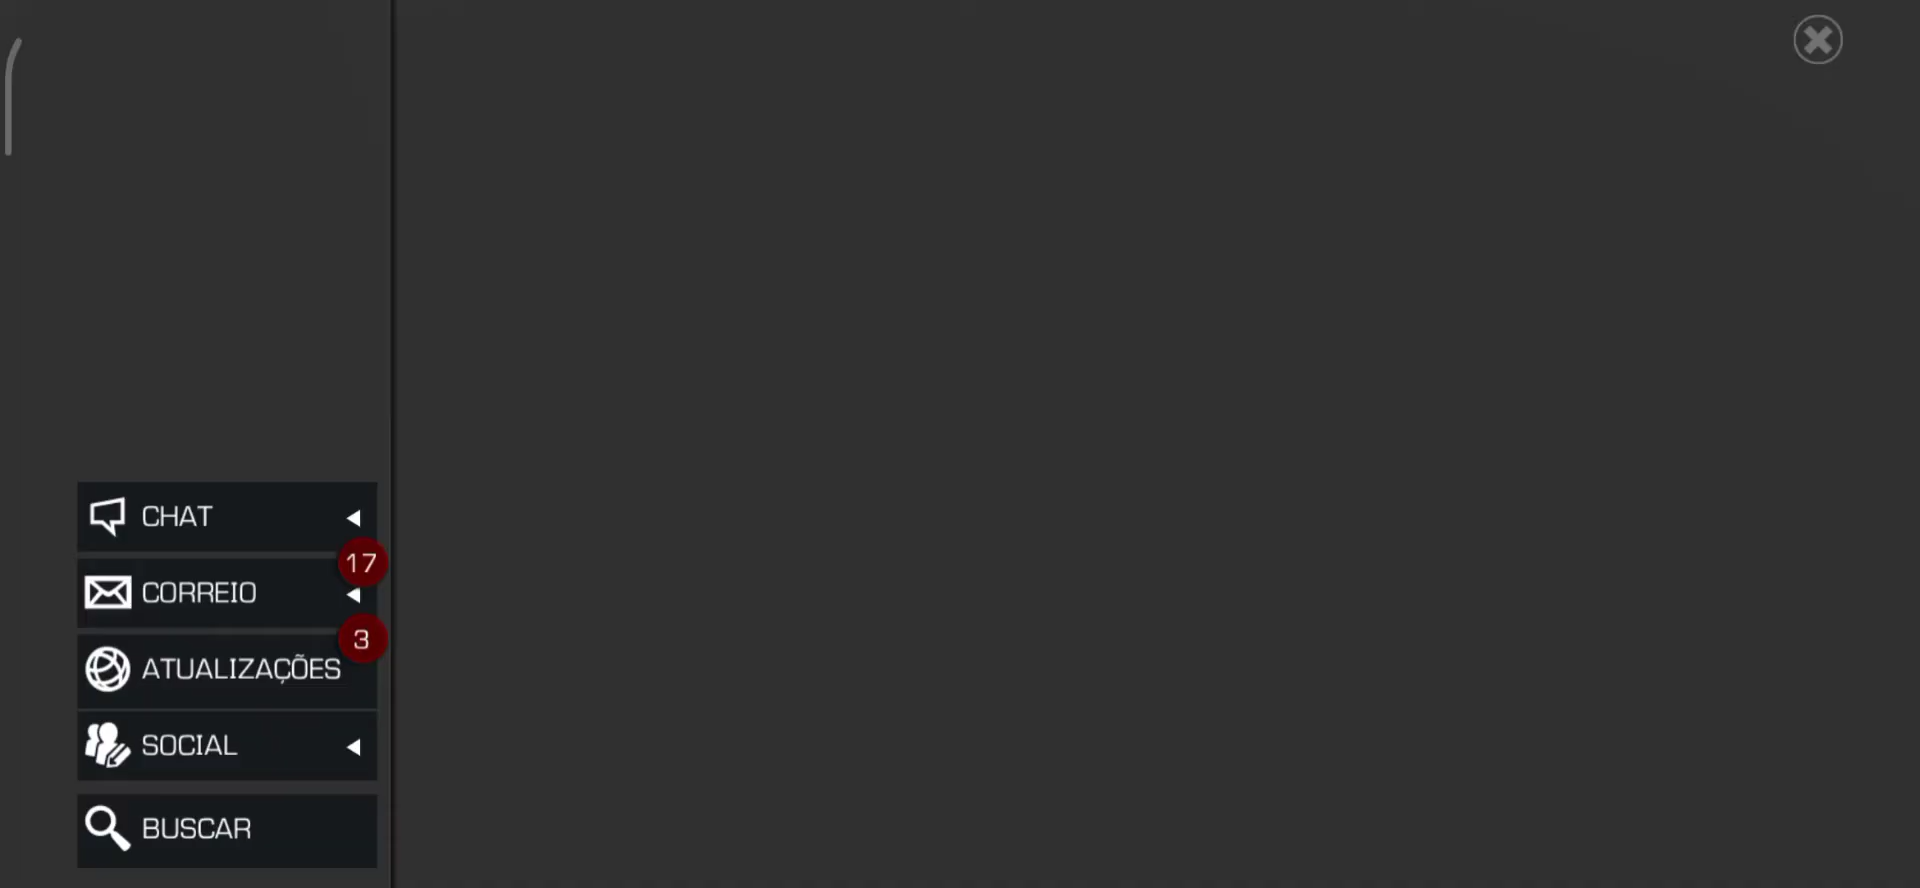 CHAT
17
CORREIO
3
ATUALIZAÇÕES
SOCIAL
BUSCAR